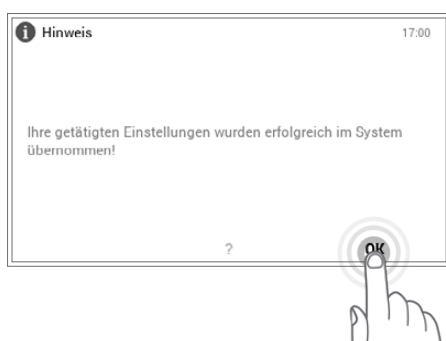 i Hinweis 17:00
Ihre getätigten Einstellungen wurden erfolgreich im System
übernommen!
? OK